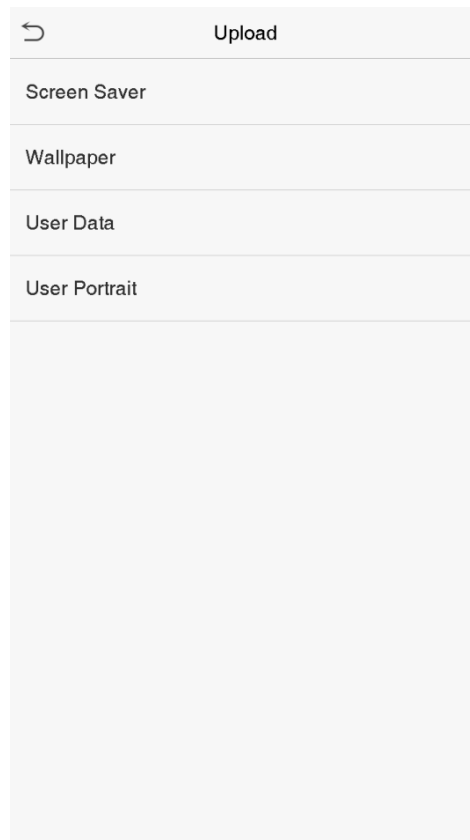 Upload
Screen Saver
Wallpaper
User Data
User Portrait